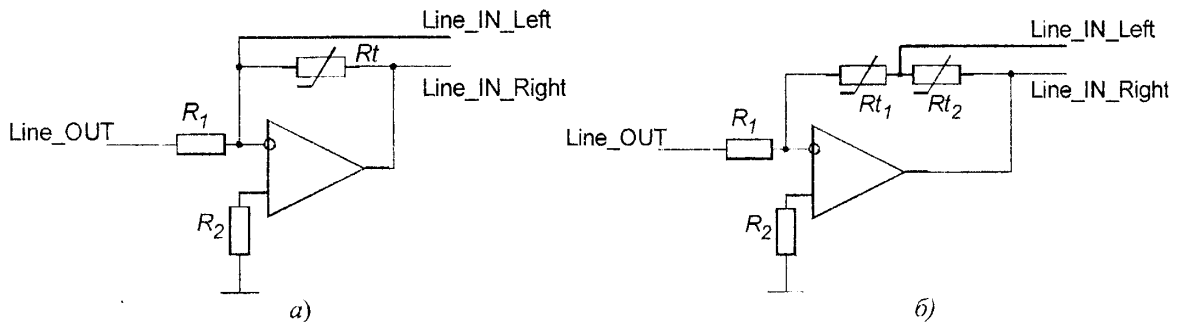 Line_IN_Left
Rt
Line_IN_Right
R1
Line_OUT
R2
а)
Line_IN_Left
Rt1
Rt2
Line_IN_Right
R1
Line_OUT
R2
б)